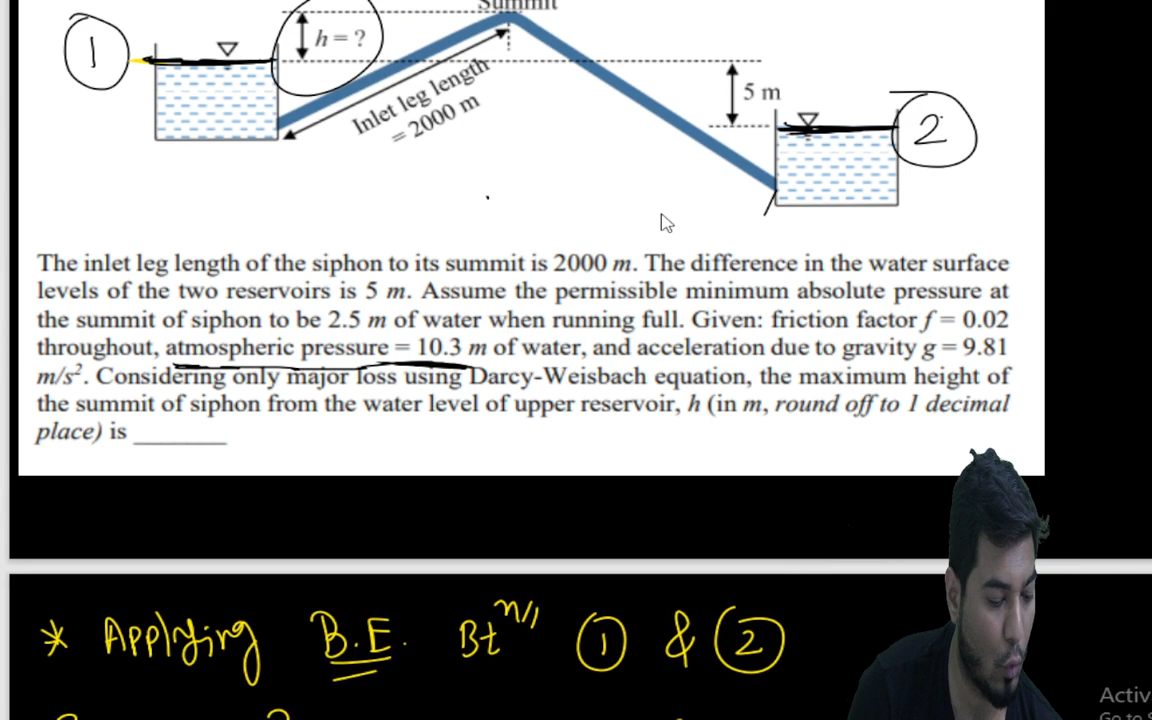 Summit
1
h = ?
Inlet leg length
= 2000 m
5 m
2
The inlet leg length of the siphon to its summit is 2000 m. The difference in the water surface
levels of the two reservoirs is 5 m. Assume the permissible minimum absolute pressure at
the summit of siphon to be 2.5 m of water when running full. Given: friction factor f = 0.02
throughout, atmospheric pressure = 10.3 m of water, and acceleration due to gravity g = 9.81
m/s². Considering only major loss using Darcy-Weisbach equation, the maximum height of
the summit of siphon from the water level of upper reservoir, h (in m, round off to 1 decimal
place) is ________
* Applying B.E. Btⁿ 1 & 2
Activ